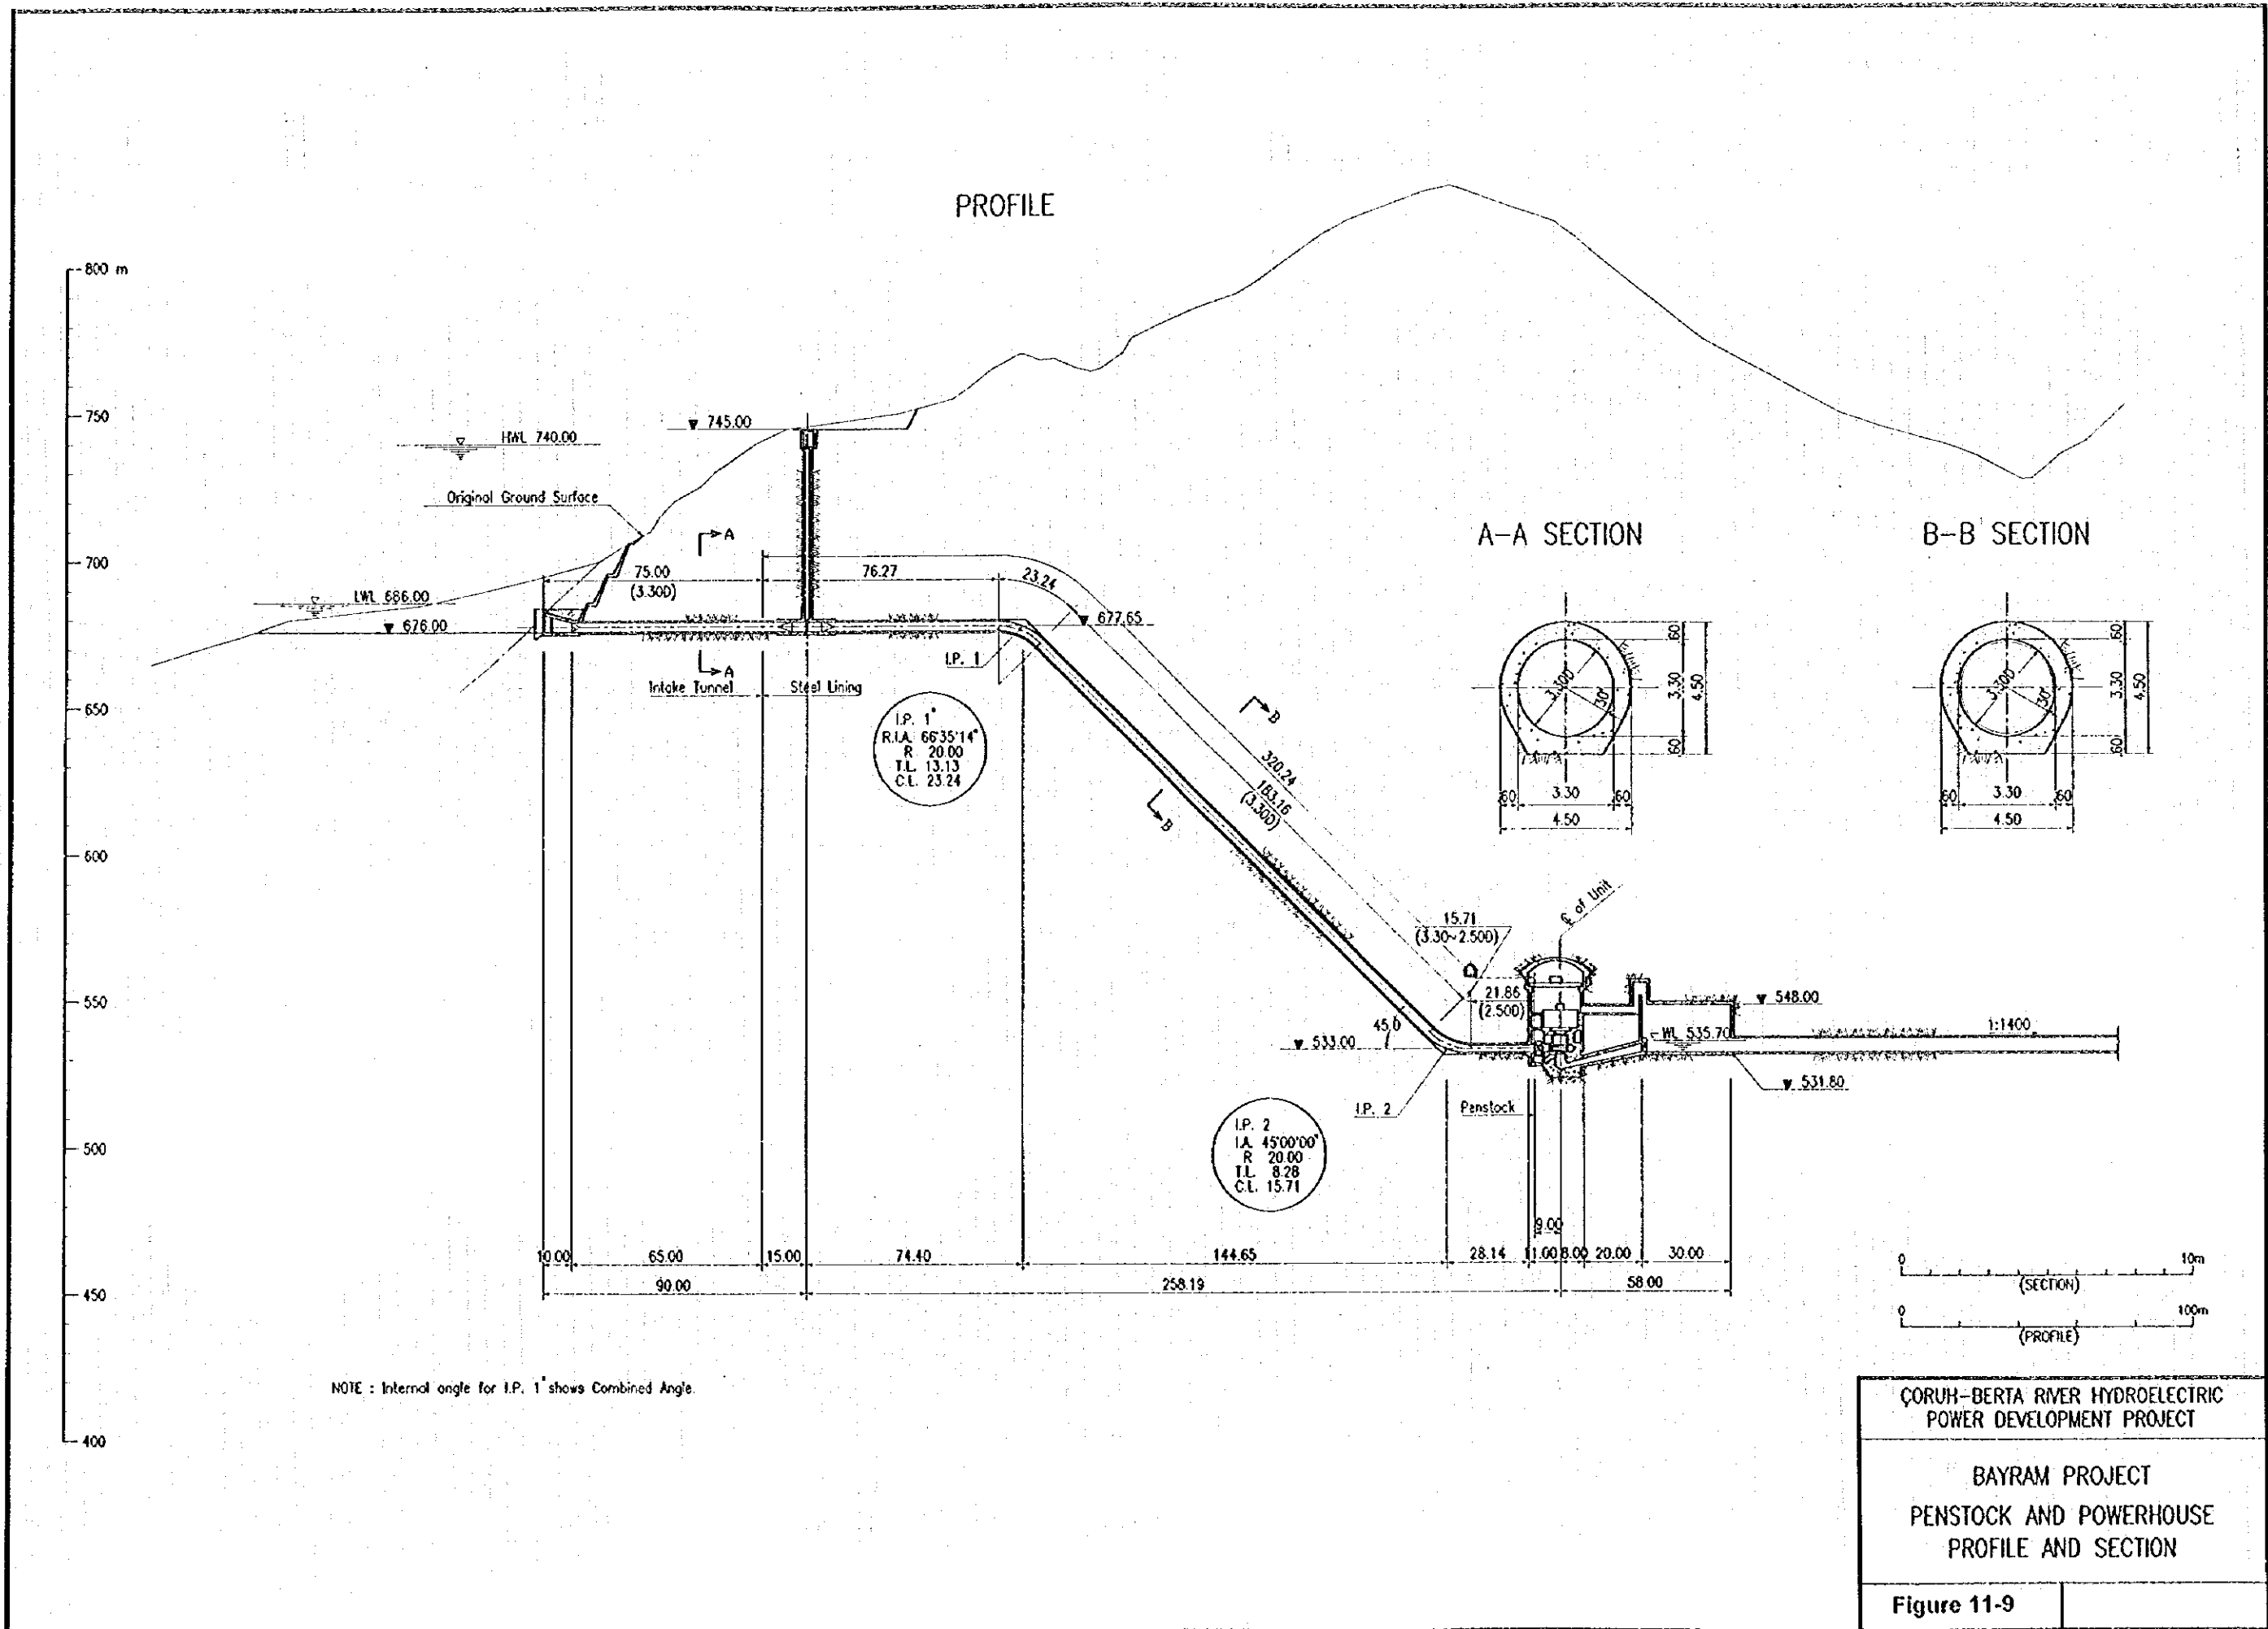 PROFILE
800 m
750
700
650
600
550
500
450
400
HWL 740.00
745.00
Original Ground Surface
LWL 686.00
676.00
A
A
75.00
(3.300)
76.27
23.24
677.65
I.P. 1
Intake Tunnel
Steel Lining
I.P. 1*
R.I.A. 66°35'14"
R 20.00
T.L. 13.13
C.L. 23.24
B
B
320.24
183.16
(3.300)
A-A SECTION
3.300
30°
60
3.30
60
4.50
60
3.30
60
4.50
B-B SECTION
3.300
30°
60
3.30
60
4.50
60
3.30
60
4.50
℄ of Unit
15.71
(3.30~2.500)
21.86
(2.500)
45.0
533.00
548.00
WL 535.70
1:1400
531.80
I.P. 2
Penstock
I.P. 2
I.A. 45°00'00"
R 20.00
T.L. 8.28
C.L. 15.71
9.00
10.00
65.00
15.00
74.40
144.65
28.14
11.00
8.00
20.00
30.00
90.00
258.19
58.00
0
10m
(SECTION)
0
100m
(PROFILE)
NOTE : Internal angle for I.P. 1* shows Combined Angle.
ÇORUH-BERTA RIVER HYDROELECTRIC
POWER DEVELOPMENT PROJECT
BAYRAM PROJECT
PENSTOCK AND POWERHOUSE
PROFILE AND SECTION
Figure 11-9